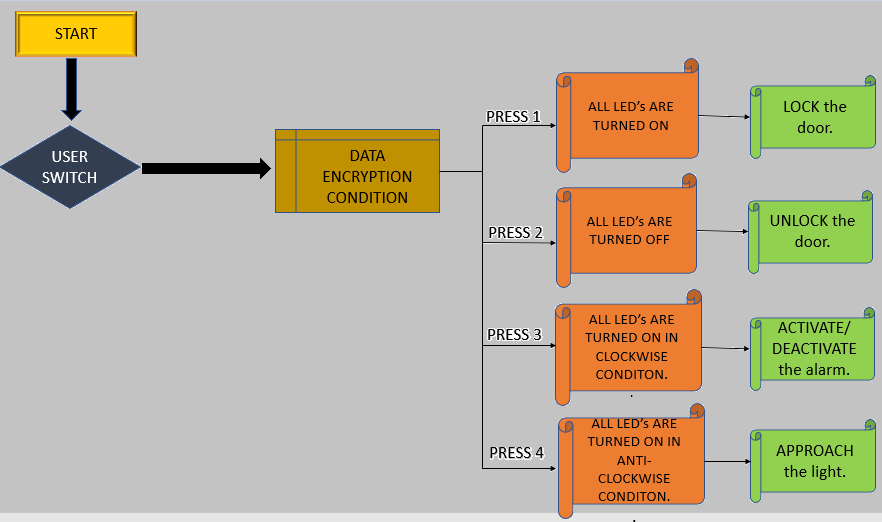 START
USER
SWITCH
DATA
ENCRYPTION
CONDITION
PRESS 1
ALL LED's ARE
TURNED ON
LOCK the
door.
PRESS 2
ALL LED's ARE
TURNED OFF
UNLOCK the
door.
PRESS 3
ALL LED's ARE
TURNED ON IN
CLOCKWISE
CONDITON.
.
ACTIVATE/
DEACTIVATE
the alarm.
PRESS 4
ALL LED's ARE
TURNED ON IN
ANTI-
CLOCKWISE
CONDITON.
.
APPROACH
the light.